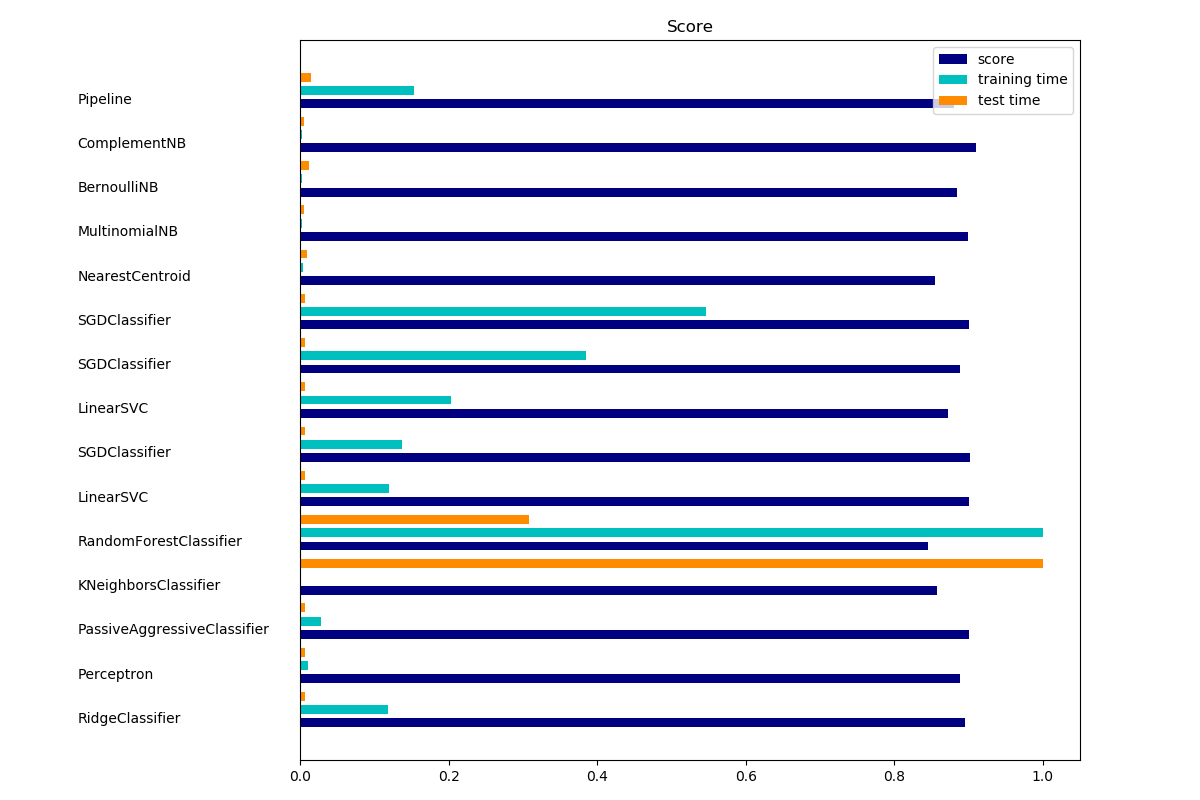 Score
score
training time
test time
Pipeline
ComplementNB
BernoulliNB
MultinomialNB
NearestCentroid
SGDClassifier
SGDClassifier
LinearSVC
SGDClassifier
LinearSVC
RandomForestClassifier
KNeighborsClassifier
PassiveAggressiveClassifier
Perceptron
RidgeClassifier
0.0 0.2 0.4 0.6 0.8 1.0